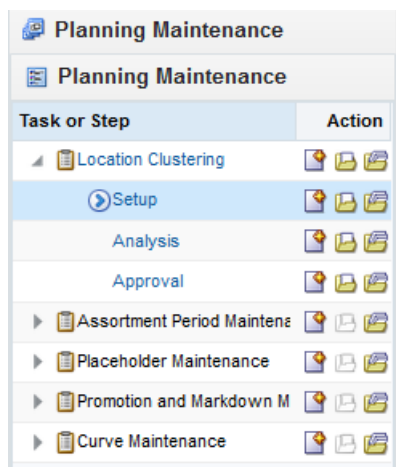 Planning Maintenance
Planning Maintenance
Task or Step Action
Location Clustering
Setup
Analysis
Approval
Assortment Period Maintena
Placeholder Maintenance
Promotion and Markdown M
Curve Maintenance